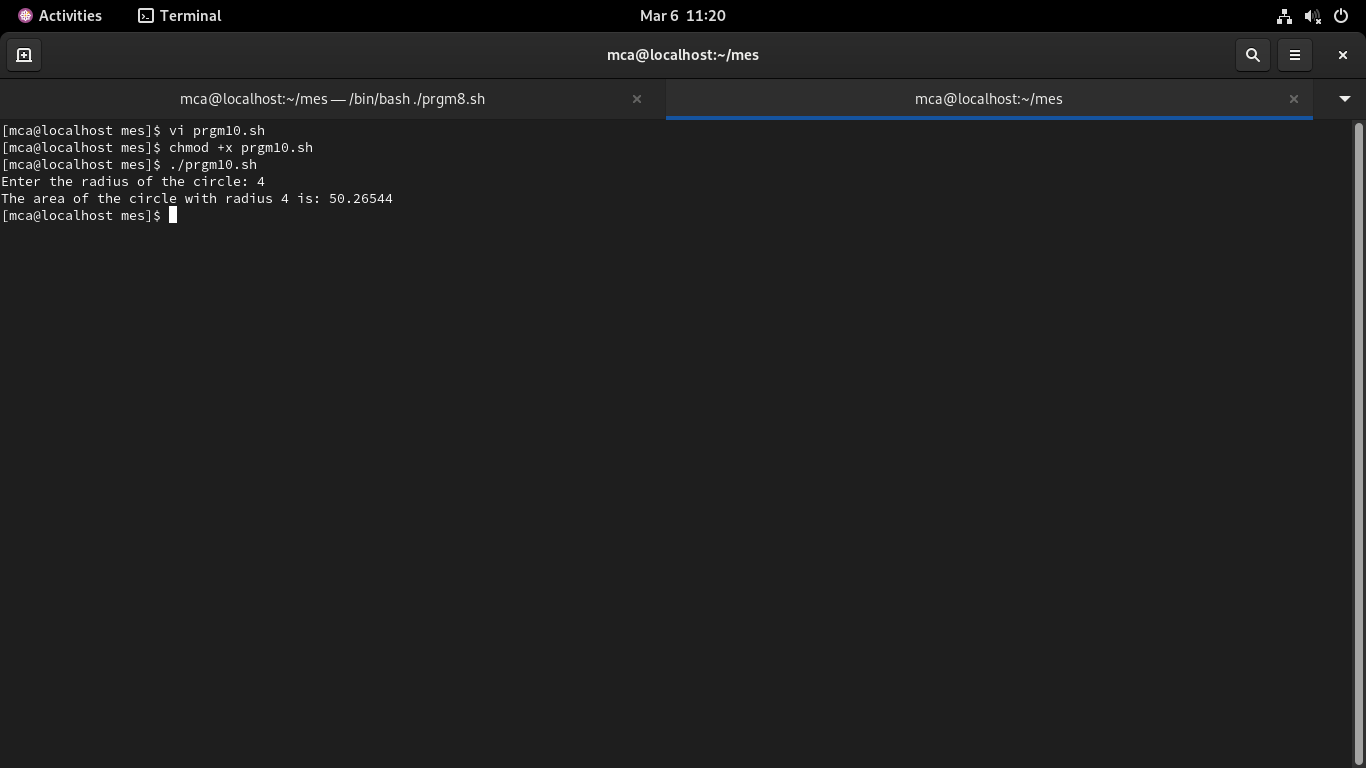 Activities Terminal Mar 6 11:20
mca@localhost:~/mes
mca@localhost:~/mes — /bin/bash ./prgm8.sh mca@localhost:~/mes
[mca@localhost mes]$ vi prgm10.sh
[mca@localhost mes]$ chmod +x prgm10.sh
[mca@localhost mes]$ ./prgm10.sh
Enter the radius of the circle: 4
The area of the circle with radius 4 is: 50.26544
[mca@localhost mes]$